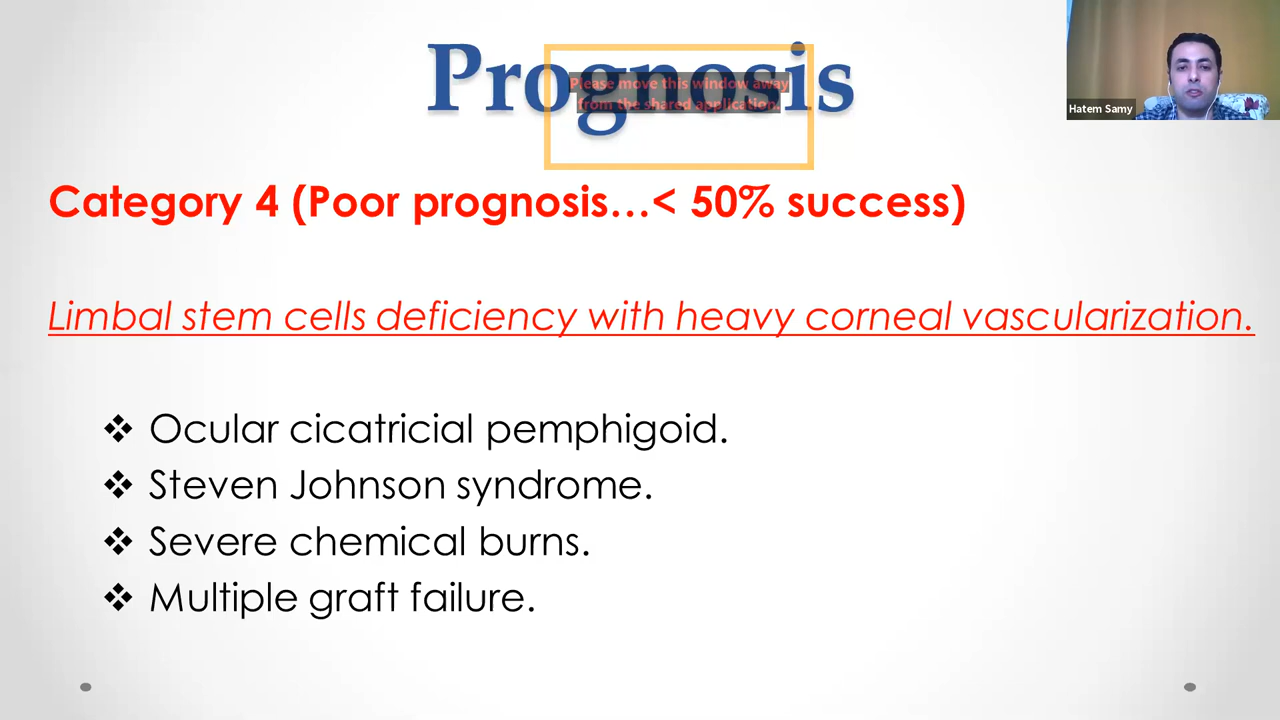 Prognosis
Please move this window away
from the shared application.
Hatem Samy
Category 4 (Poor prognosis…< 50% success)
Limbal stem cells deficiency with heavy corneal vascularization.
❖ Ocular cicatricial pemphigoid.
❖ Steven Johnson syndrome.
❖ Severe chemical burns.
❖ Multiple graft failure.